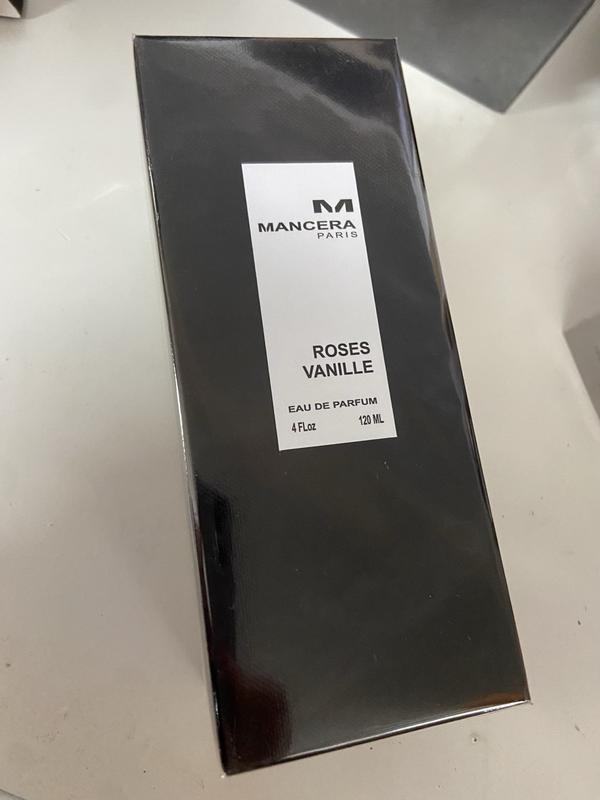 M
MANCERA
PARIS
ROSES
VANILLE
EAU DE PARFUM
4 FLoz 120 ML